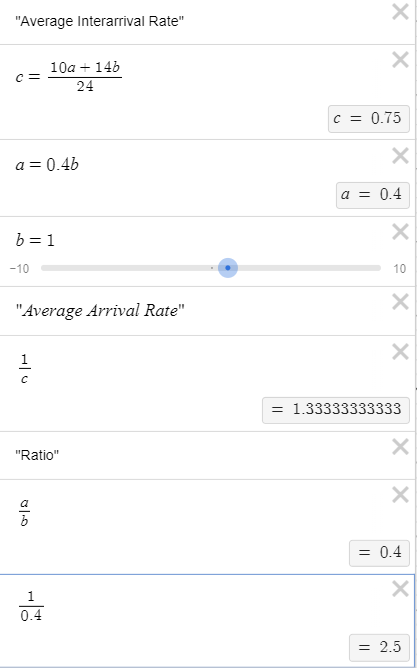 "Average Interarrival Rate"
c = \frac{10a + 14b}{24}
c = 0.75
a = 0.4b
a = 0.4
b = 1
−10 10
"Average Arrival Rate"
\frac{1}{c}
= 1.33333333333
"Ratio"
\frac{a}{b}
= 0.4
\frac{1}{0.4}
= 2.5